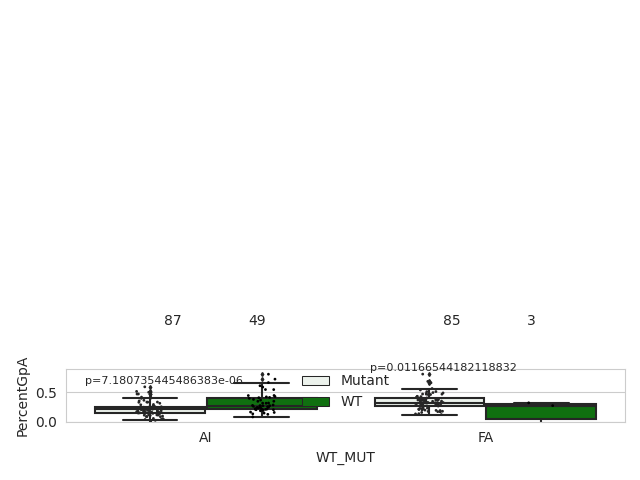 87 49 85 3
p=0.01166544182118832
p=7.180735445486383e-06
Mutant
WT
0.5
0.0
PercentGpA
AI FA
WT_MUT